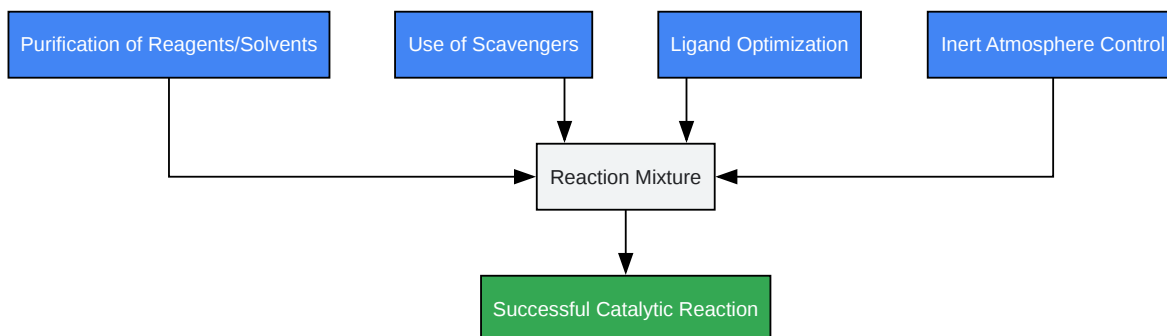 Purification of Reagents/Solvents
Use of Scavengers
Ligand Optimization
Inert Atmosphere Control
Reaction Mixture
Successful Catalytic Reaction